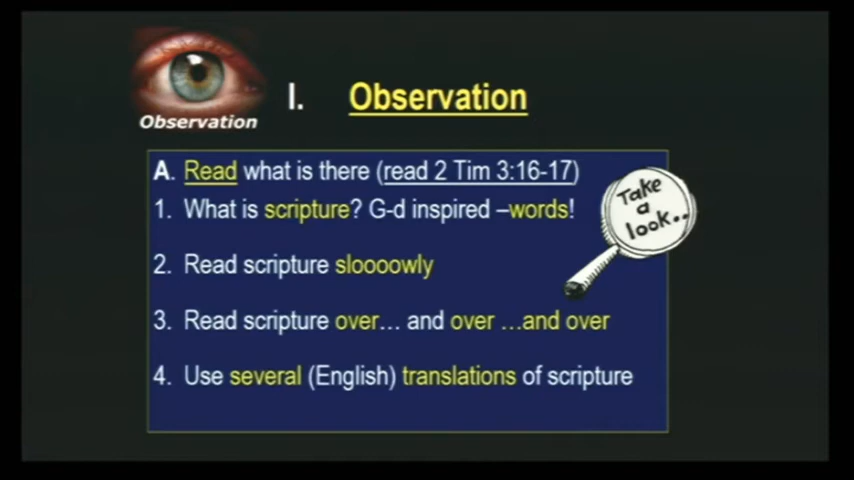 Observation
I. Observation
A. Read what is there (read 2 Tim 3:16-17)
1. What is scripture? G-d inspired –words!
Take
a
look..
2. Read scripture sloooowly
3. Read scripture over… and over …and over
4. Use several (English) translations of scripture